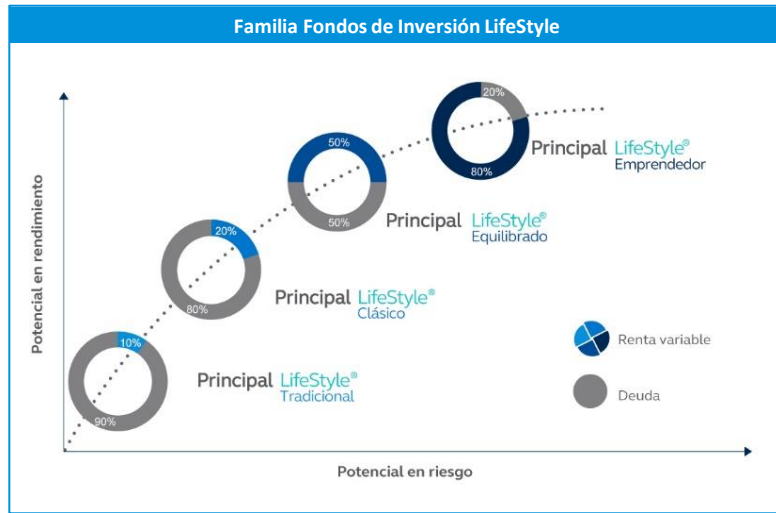 Familia Fondos de Inversión LifeStyle
Potencial en rendimiento
20%
80%
Principal LifeStyle®
Emprendedor
50%
50%
Principal LifeStyle®
Equilibrado
20%
80%
Principal LifeStyle®
Clásico
10%
90%
Principal LifeStyle®
Tradicional
Renta variable
Deuda
Potencial en riesgo